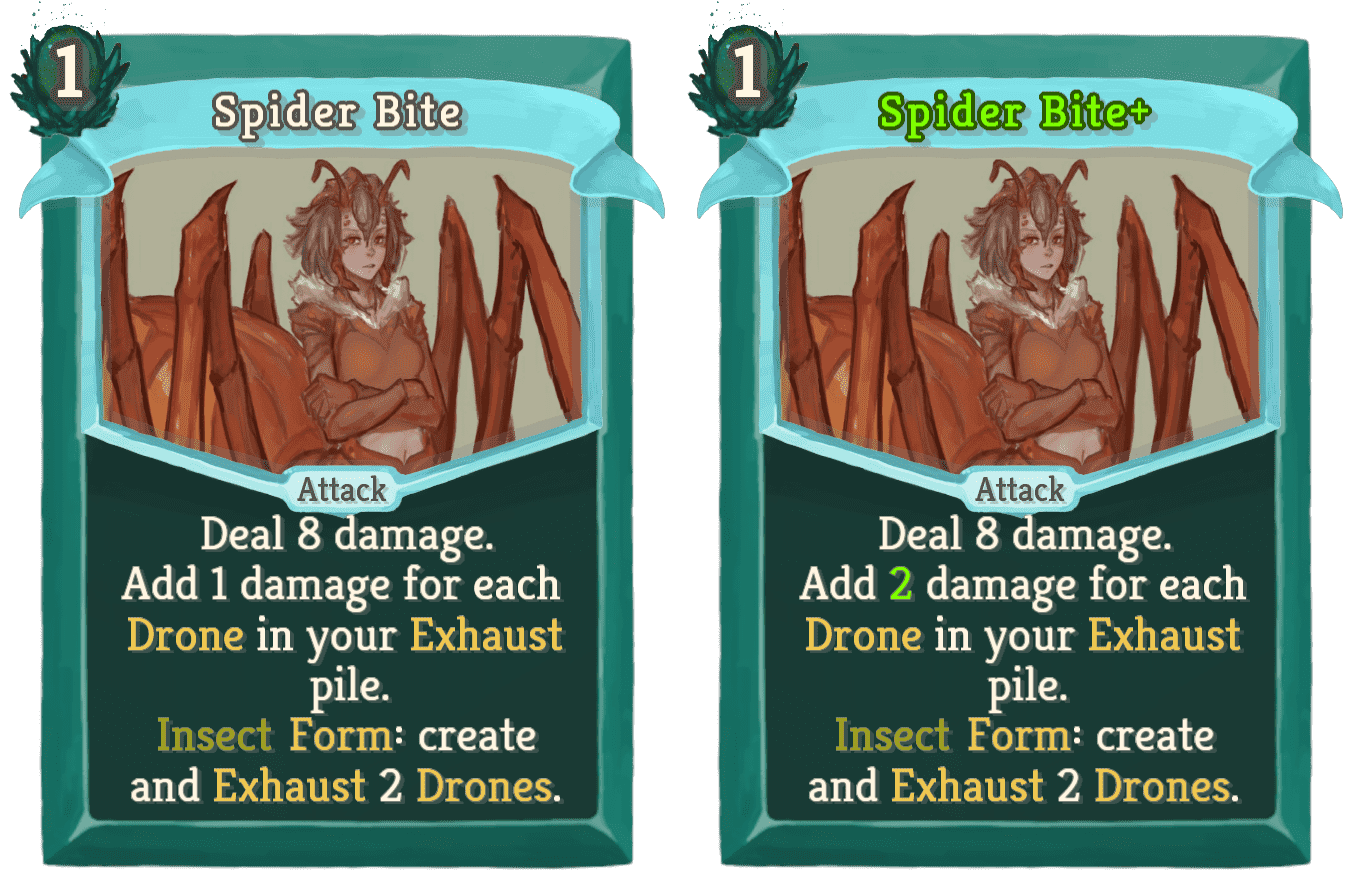 1
Spider Bite
Attack
Deal 8 damage.
Add 1 damage for each
Drone in your Exhaust
pile.
Insect Form: create
and Exhaust 2 Drones.
1
Spider Bite+
Attack
Deal 8 damage.
Add 2 damage for each
Drone in your Exhaust
pile.
Insect Form: create
and Exhaust 2 Drones.